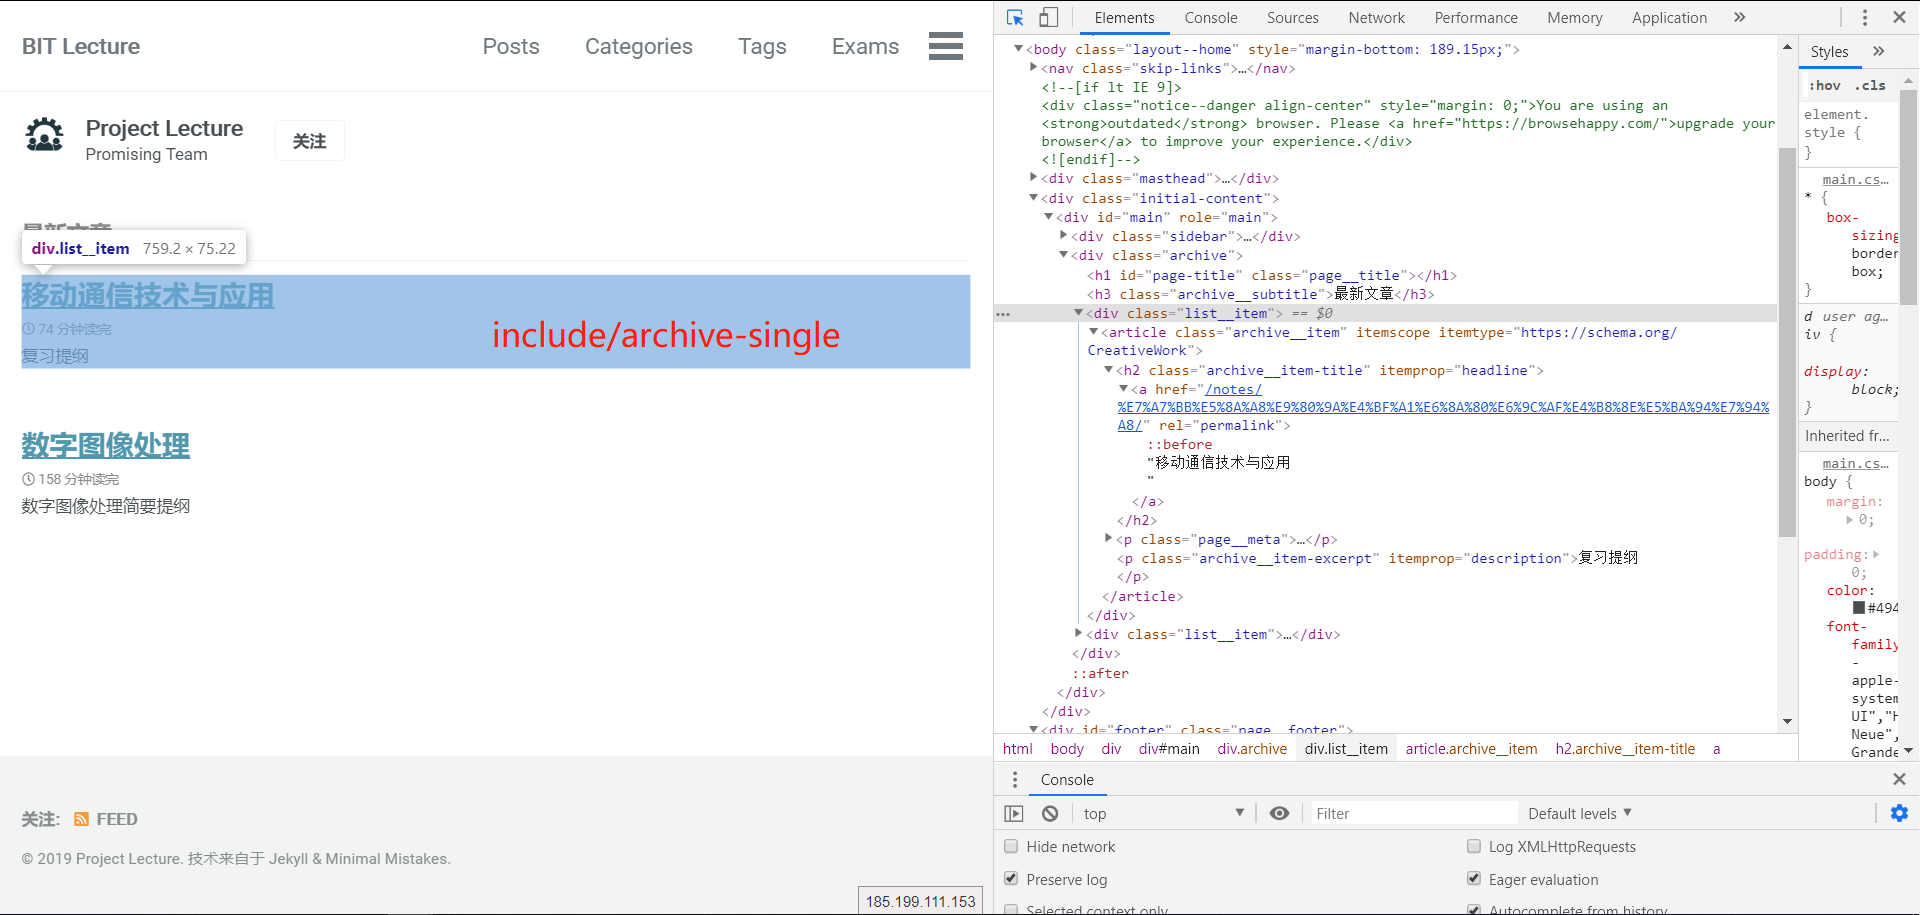 BIT Lecture
Posts
Categories
Tags
Exams
Project Lecture
Promising Team
关注
最新文章
div.list__item 759.2 × 75.22
移动通信技术与应用
74 分钟读完
复习提纲
include/archive-single
数字图像处理
158 分钟读完
数字图像处理简要提纲
关注: FEED
© 2019 Project Lecture. 技术来自于 Jekyll & Minimal Mistakes.
185.199.111.153
Elements Console Sources Network Performance Memory Application »
<body class="layout--home" style="margin-bottom: 189.15px;">
<nav class="skip-links">…</nav>
<!--[if lt IE 9]>
<div class="notice--danger align-center" style="margin: 0;">You are using an
<strong>outdated</strong> browser. Please <a href="https://browsehappy.com/">upgrade your
browser</a> to improve your experience.</div>
<![endif]-->
<div class="masthead">…</div>
<div class="initial-content">
<div id="main" role="main">
<div class="sidebar">…</div>
<div class="archive">
<h1 id="page-title" class="page__title"></h1>
<h3 class="archive__subtitle">最新文章</h3>
<div class="list__item"> == $0
<article class="archive__item" itemscope itemtype="https://schema.org/
CreativeWork">
<h2 class="archive__item-title" itemprop="headline">
<a href="/notes/
%E7%A7%BB%E5%8A%A8%E9%80%9A%E4%BF%A1%E6%8A%80%E6%9C%AF%E4%B8%8E%E5%BA%94%E7%94%
A8/" rel="permalink">
::before
"移动通信技术与应用
"
</a>
</h2>
<p class="page__meta">…</p>
<p class="archive__item-excerpt" itemprop="description">复习提纲
</p>
</article>
</div>
<div class="list__item">…</div>
</div>
::after
</div>
</div>
<div id="footer" class="page__footer">
html body div div#main div.archive div.list__item article.archive__item h2.archive__item-title a
Styles »
:hov .cls
element.
style {
}
main.cs…
* {
box-
sizing
border
box;
}
d user ag…
iv {
display:
block;
}
Inherited fr…
main.cs…
body {
margin:
0;
padding:
0;
color:
#494
font-
family
-
apple-
system
UI","H
Neue",
Grande
Console
top
Filter
Default levels
Hide network
Log XMLHttpRequests
Preserve log
Eager evaluation
Selected context only
Autocomplete from history